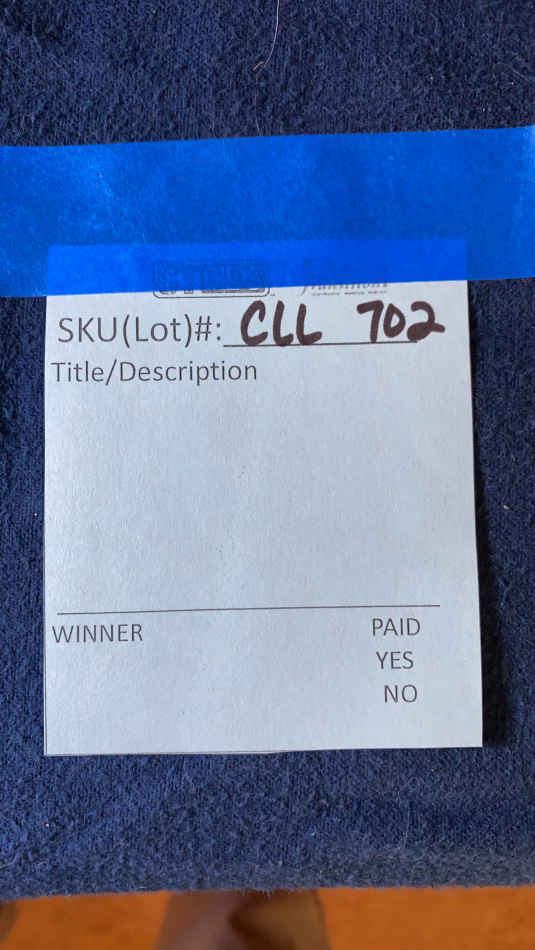 SKU(Lot)#: CLL 702
Title/Description
WINNER PAID
YES
NO